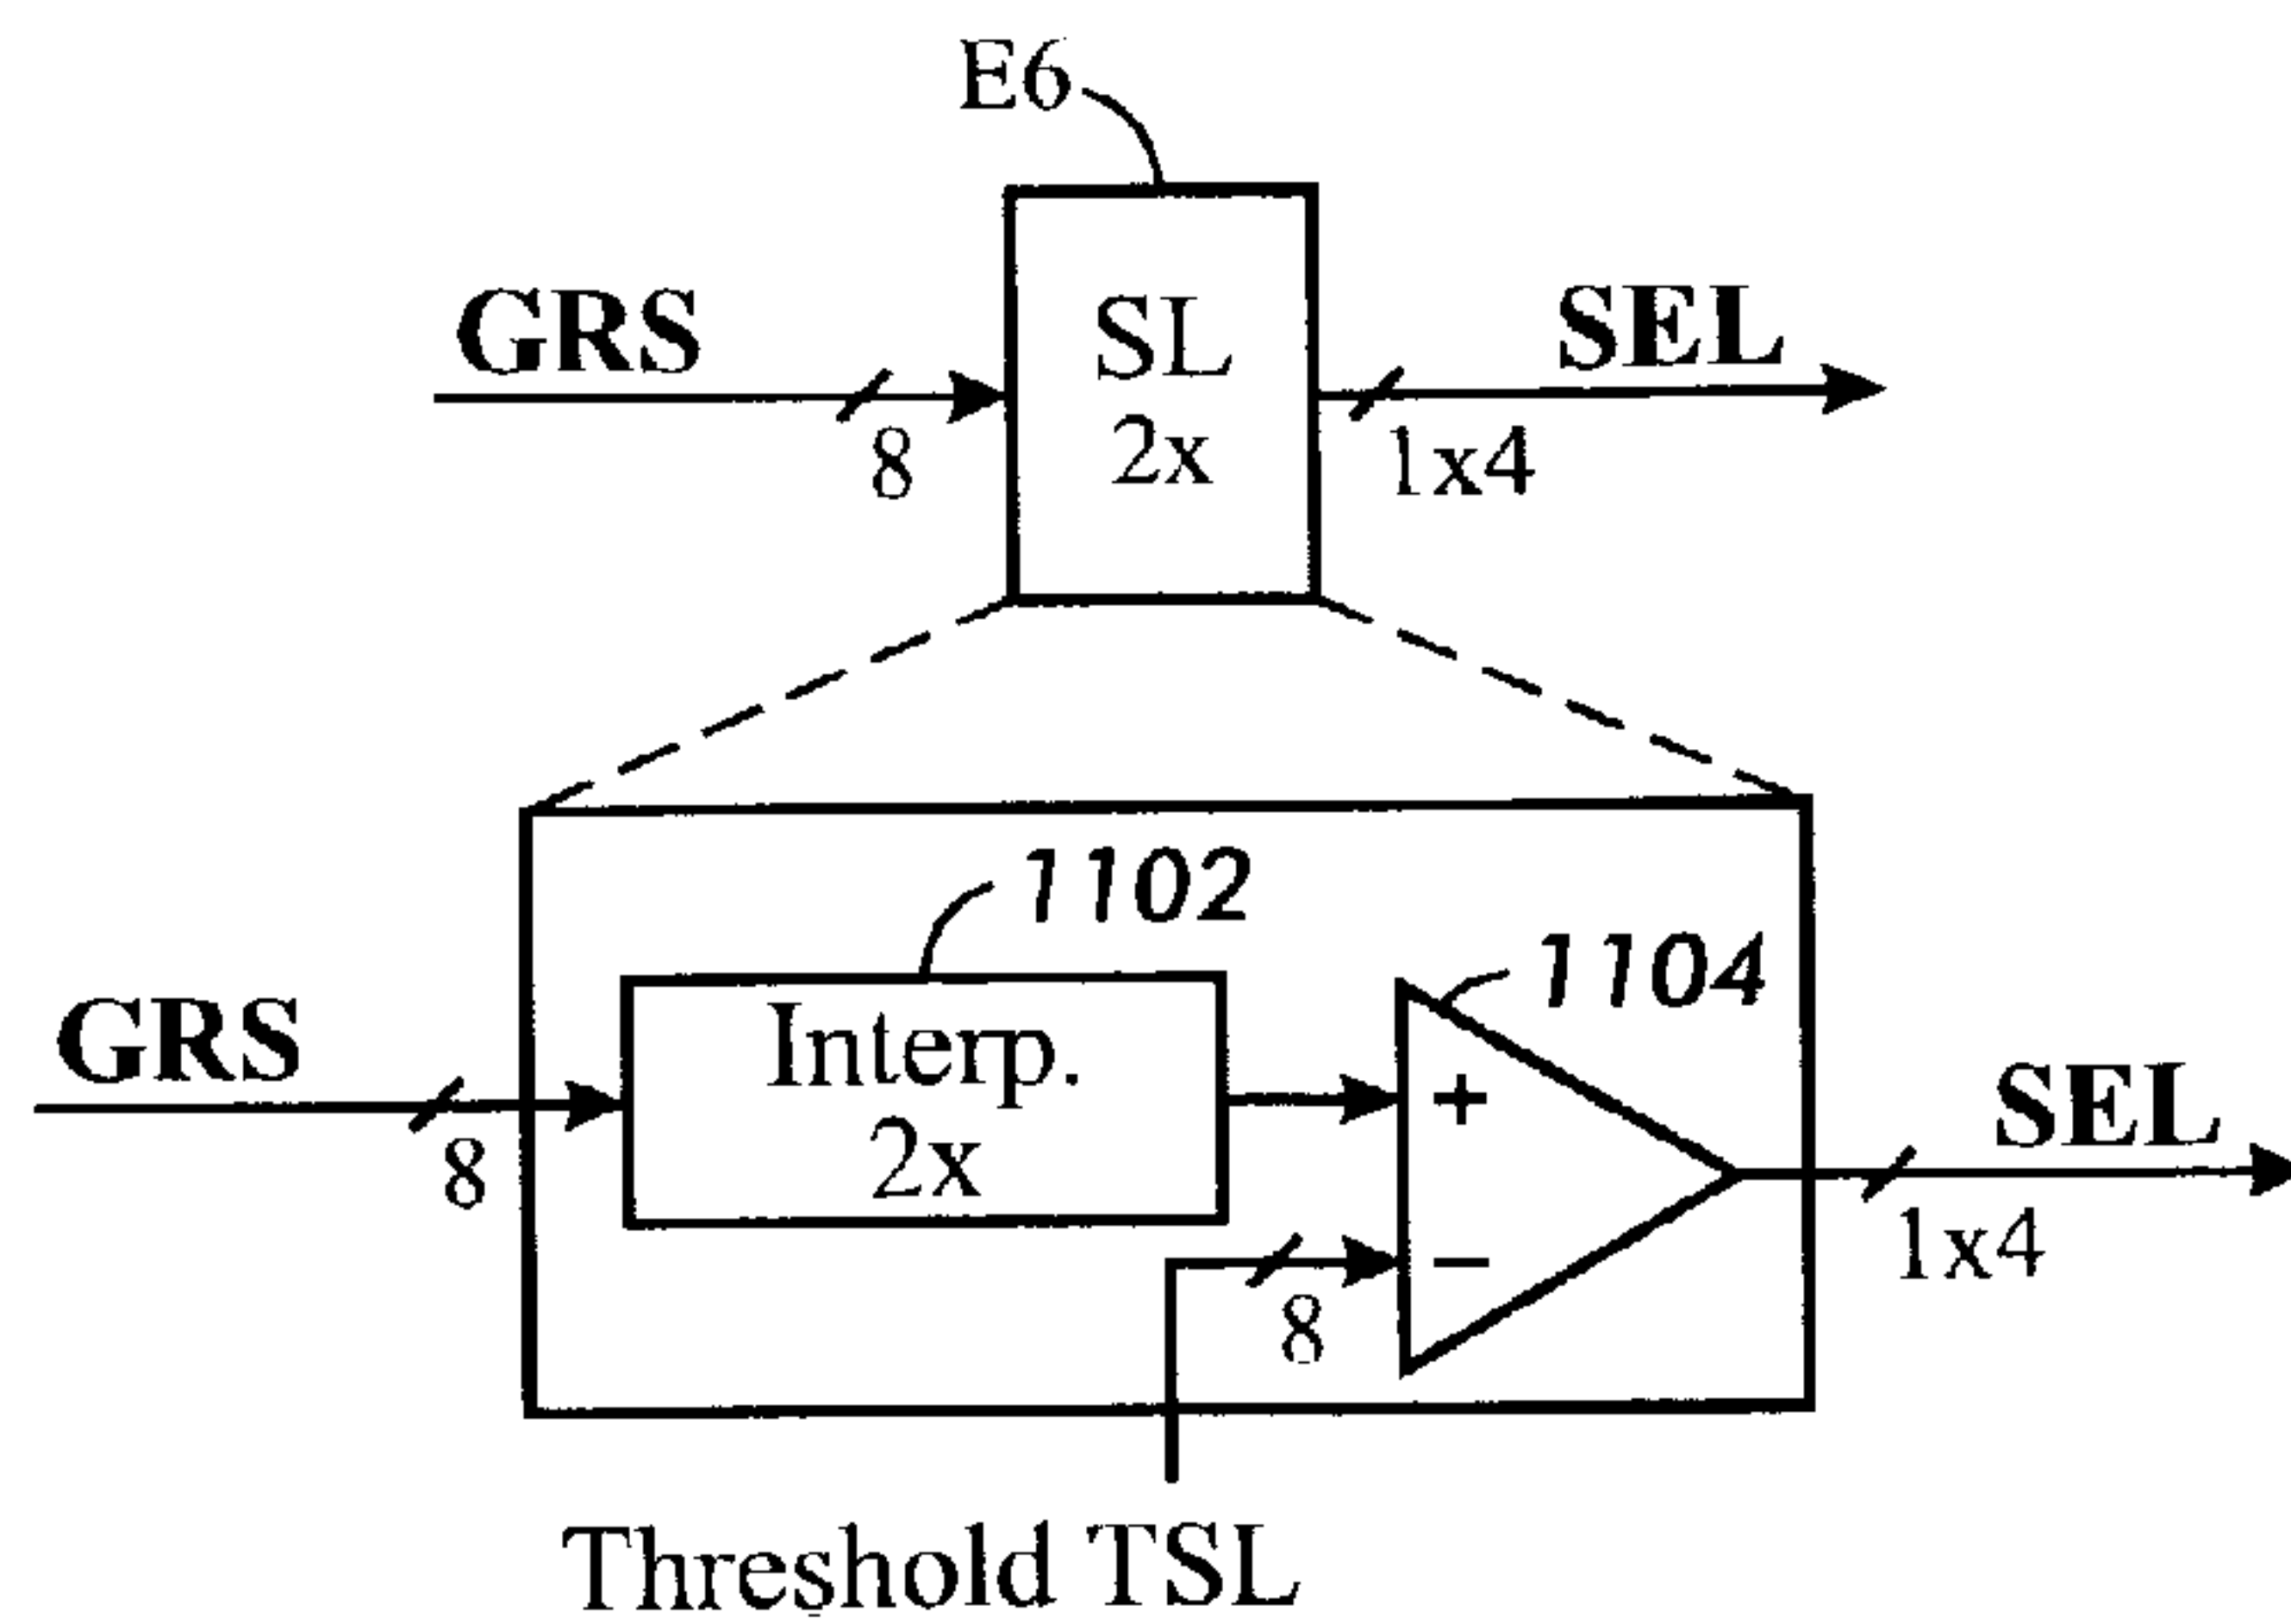 E6
GRS
SL
2x
SEL
8
1x4
1102
1104
GRS
Interp.
2x
+
SEL
8
−
8
1x4
Threshold TSL